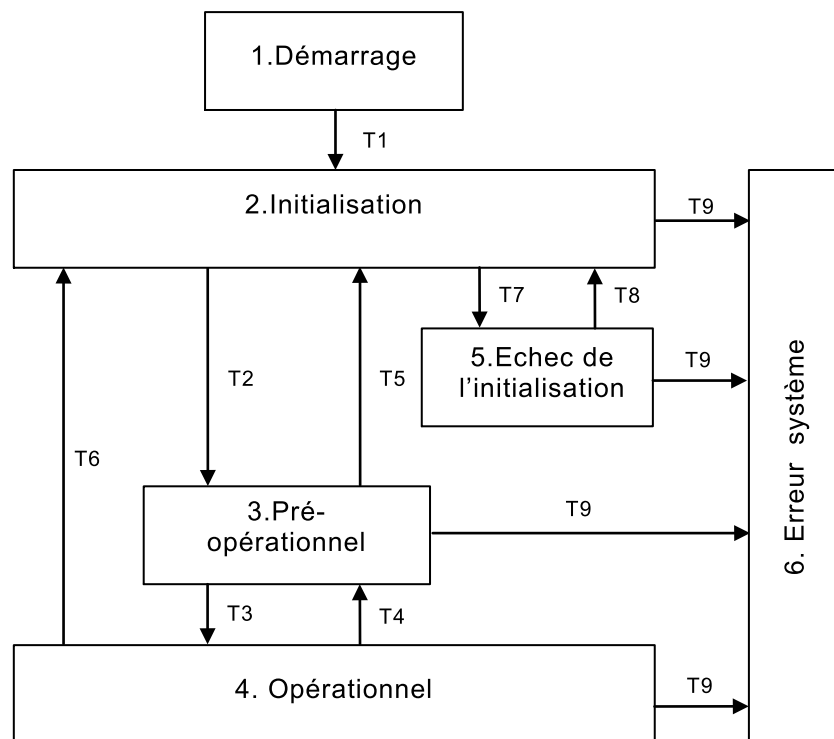 1.Démarrage
T1
2.Initialisation
T9
T7
T8
5.Echec de
l'initialisation
T9
T2
T5
T6
3.Pré-
opérationnel
T9
T3
T4
4. Opérationnel
T9
6. Erreur système